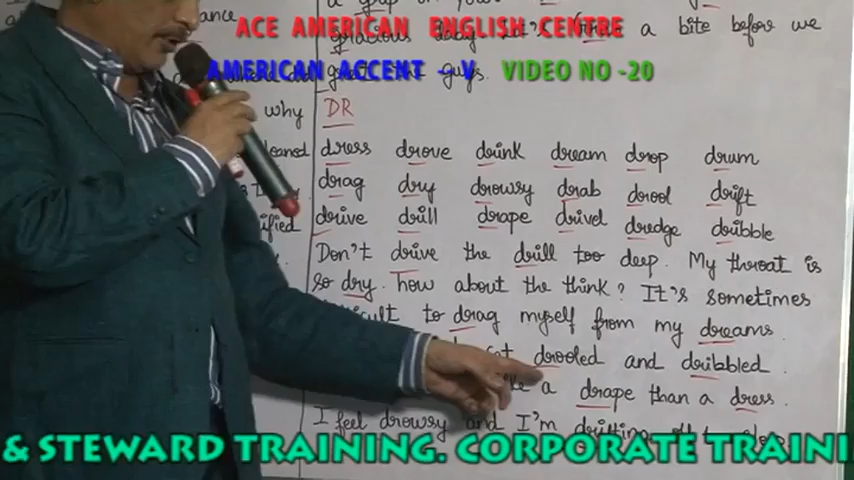 ACE AMERICAN ENGLISH CENTRE
a bite before we
AMERICAN ACCENT - V VIDEO NO -20
guys.
why
DR
dress drove drink dream drop drum
drag dry drowsy drab drool drift
drive drill drape drivel dredge dribble
Don't drive the drill too deep. My throat is
so dry. how about the think? It's sometimes
to drag myself from my dreams.
drooled and dribbled
a drape than a dress.
I feel drowsy and I'm drifting
& STEWARD TRAINING. CORPORATE TRAINI